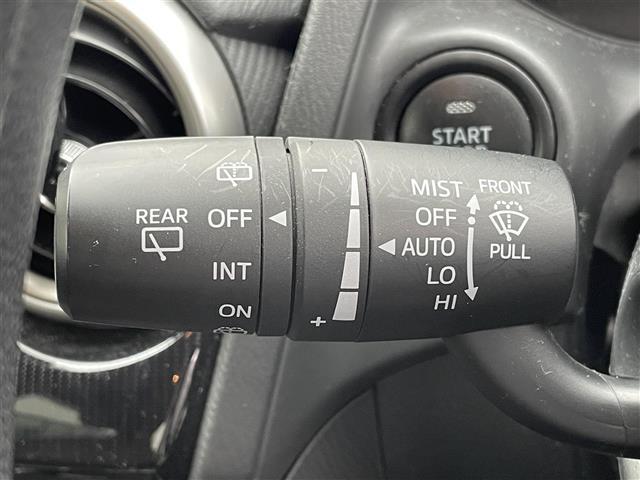 START
REAR
OFF
INT
ON
-
+
MIST
OFF
AUTO
LO
HI
FRONT
PULL